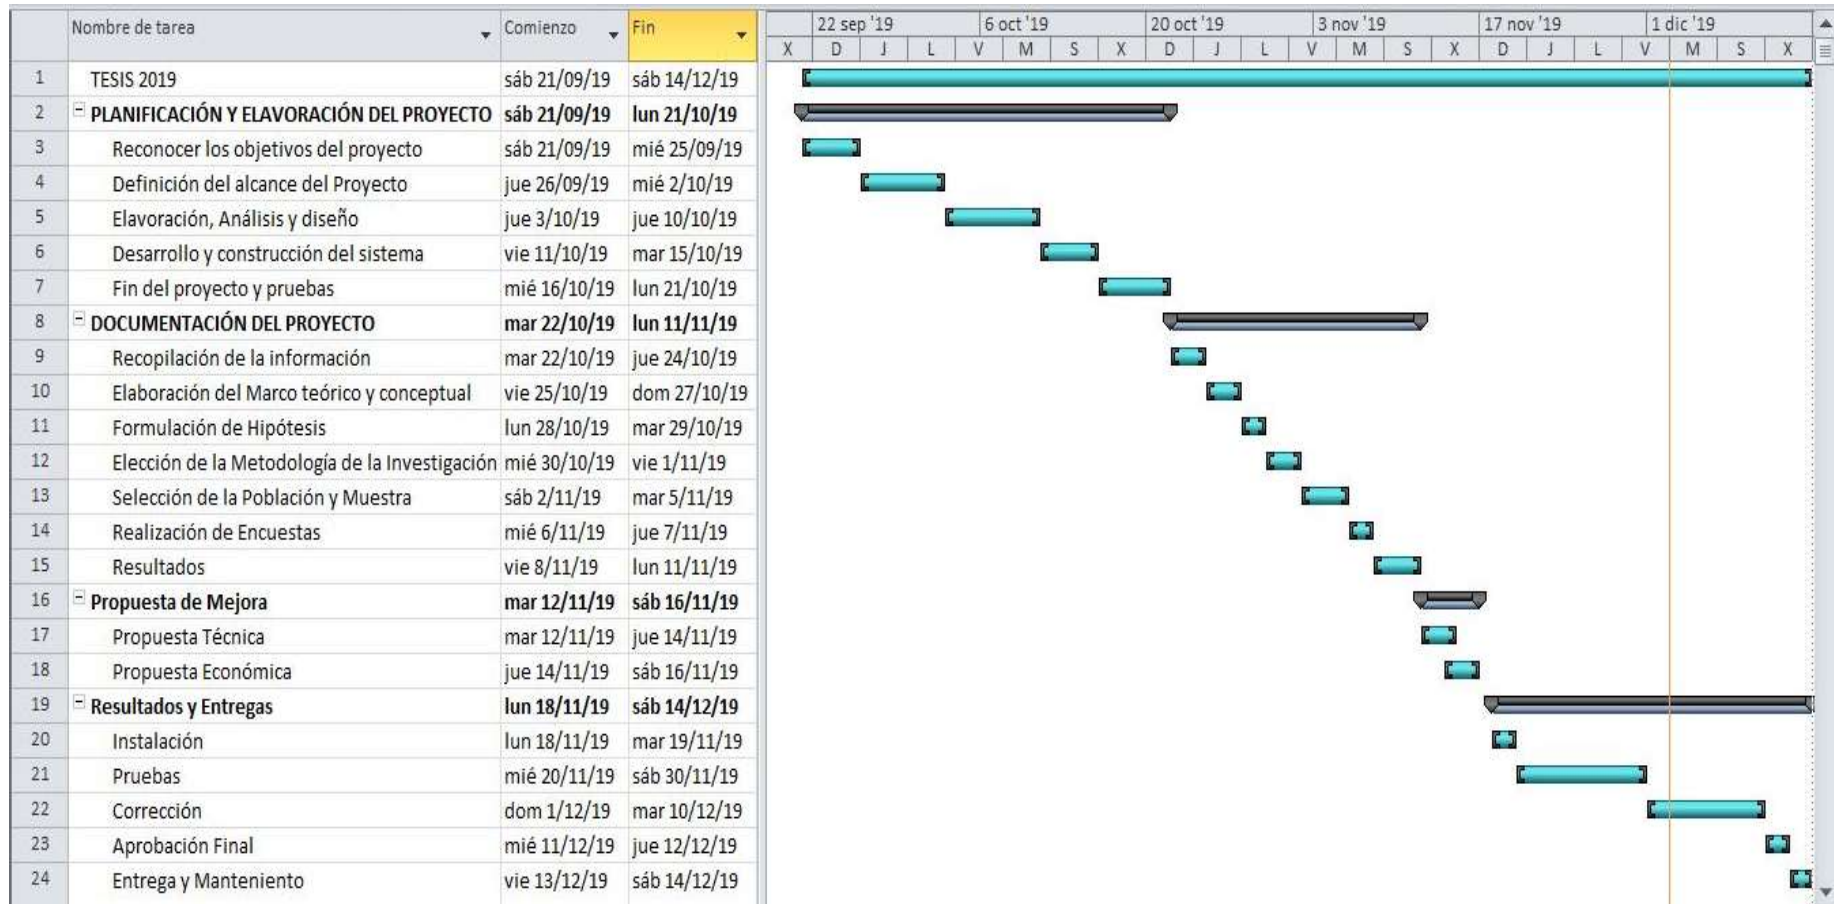 Nombre de tarea Comienzo Fin 22 sep '19 6 oct '19 20 oct '19 3 nov '19 17 nov '19 1 dic '19
X D J L V M S X D J L V M S X D J L V M S X
1 TESIS 2019 sáb 21/09/19 sáb 14/12/19
2 PLANIFICACIÓN Y ELAVORACIÓN DEL PROYECTO sáb 21/09/19 lun 21/10/19
3 Reconocer los objetivos del proyecto sáb 21/09/19 mié 25/09/19
4 Definición del alcance del Proyecto jue 26/09/19 mié 2/10/19
5 Elavoración, Análisis y diseño jue 3/10/19 jue 10/10/19
6 Desarrollo y construcción del sistema vie 11/10/19 mar 15/10/19
7 Fin del proyecto y pruebas mié 16/10/19 lun 21/10/19
8 DOCUMENTACIÓN DEL PROYECTO mar 22/10/19 lun 11/11/19
9 Recopilación de la información mar 22/10/19 jue 24/10/19
10 Elaboración del Marco teórico y conceptual vie 25/10/19 dom 27/10/19
11 Formulación de Hipótesis lun 28/10/19 mar 29/10/19
12 Elección de la Metodología de la Investigación mié 30/10/19 vie 1/11/19
13 Selección de la Población y Muestra sáb 2/11/19 mar 5/11/19
14 Realización de Encuestas mié 6/11/19 jue 7/11/19
15 Resultados vie 8/11/19 lun 11/11/19
16 Propuesta de Mejora mar 12/11/19 sáb 16/11/19
17 Propuesta Técnica mar 12/11/19 jue 14/11/19
18 Propuesta Económica jue 14/11/19 sáb 16/11/19
19 Resultados y Entregas lun 18/11/19 sáb 14/12/19
20 Instalación lun 18/11/19 mar 19/11/19
21 Pruebas mié 20/11/19 sáb 30/11/19
22 Corrección dom 1/12/19 mar 10/12/19
23 Aprobación Final mié 11/12/19 jue 12/12/19
24 Entrega y Manteniento vie 13/12/19 sáb 14/12/19